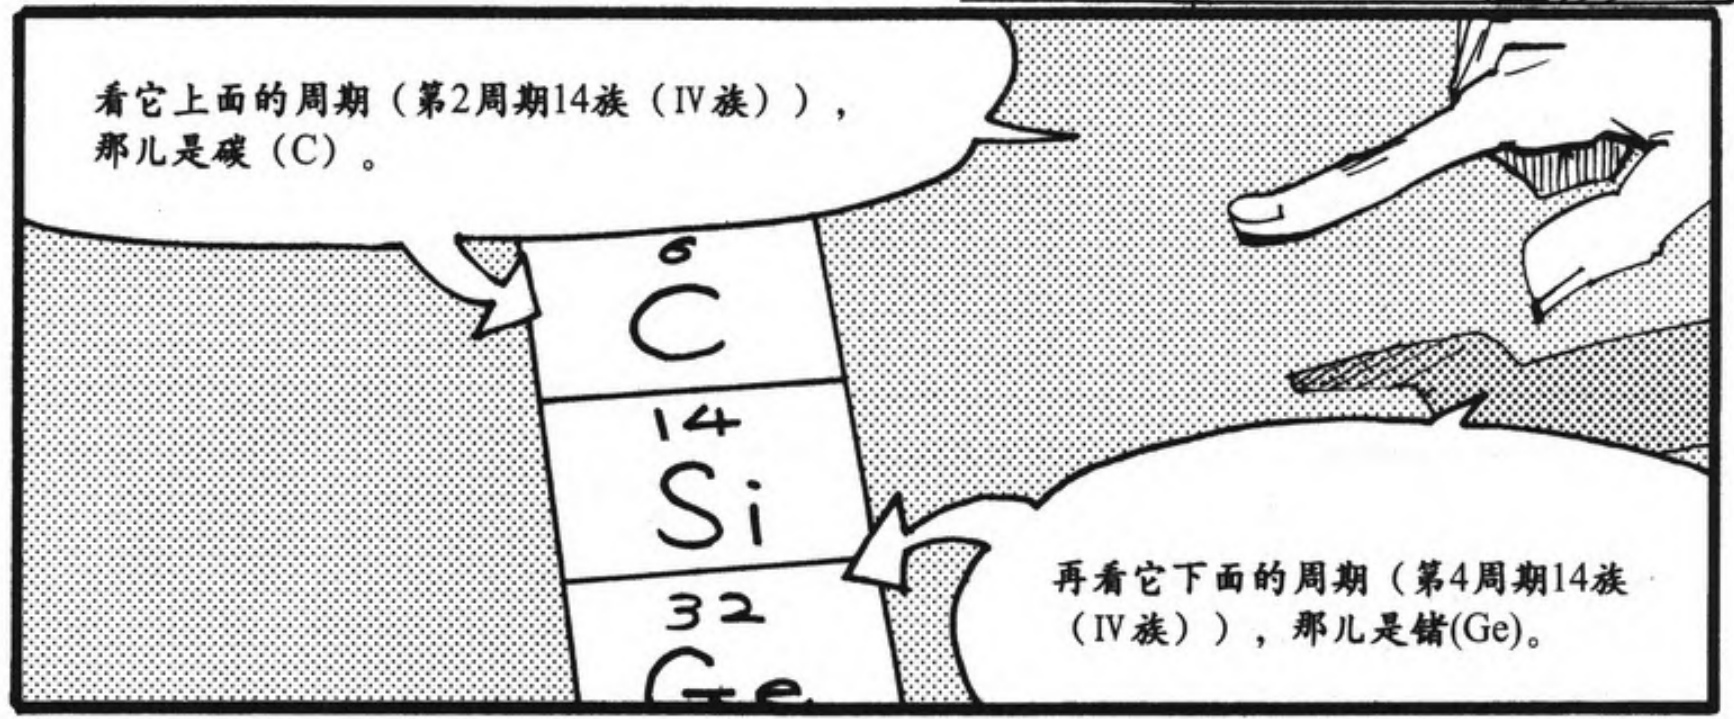 看它上面的周期（第2周期14族（IV族）），
那儿是碳（C）。
6
C
14
Si
32
Ge
再看它下面的周期（第4周期14族
（IV族）），那儿是锗(Ge)。